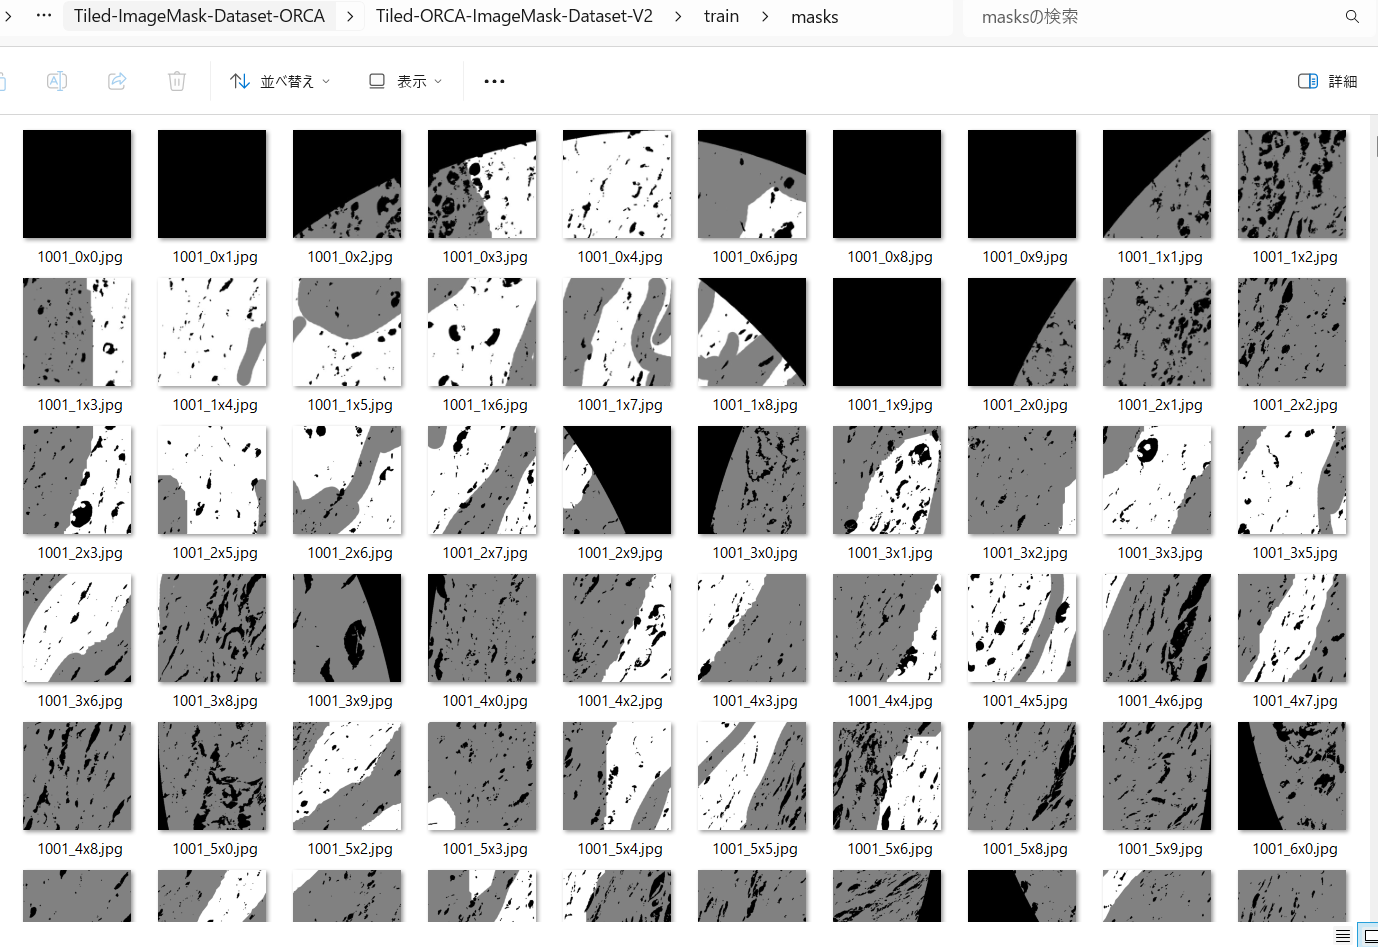 Tiled-ImageMask-Dataset-ORCA > Tiled-ORCA-ImageMask-Dataset-V2 > train > masks
masksの検索
並べ替え
表示
詳細
1001_0x0.jpg 1001_0x1.jpg 1001_0x2.jpg 1001_0x3.jpg 1001_0x4.jpg 1001_0x6.jpg 1001_0x8.jpg 1001_0x9.jpg 1001_1x1.jpg 1001_1x2.jpg
1001_1x3.jpg 1001_1x4.jpg 1001_1x5.jpg 1001_1x6.jpg 1001_1x7.jpg 1001_1x8.jpg 1001_1x9.jpg 1001_2x0.jpg 1001_2x1.jpg 1001_2x2.jpg
1001_2x3.jpg 1001_2x5.jpg 1001_2x6.jpg 1001_2x7.jpg 1001_2x9.jpg 1001_3x0.jpg 1001_3x1.jpg 1001_3x2.jpg 1001_3x3.jpg 1001_3x5.jpg
1001_3x6.jpg 1001_3x8.jpg 1001_3x9.jpg 1001_4x0.jpg 1001_4x2.jpg 1001_4x3.jpg 1001_4x4.jpg 1001_4x5.jpg 1001_4x6.jpg 1001_4x7.jpg
1001_4x8.jpg 1001_5x0.jpg 1001_5x2.jpg 1001_5x3.jpg 1001_5x4.jpg 1001_5x5.jpg 1001_5x6.jpg 1001_5x8.jpg 1001_5x9.jpg 1001_6x0.jpg